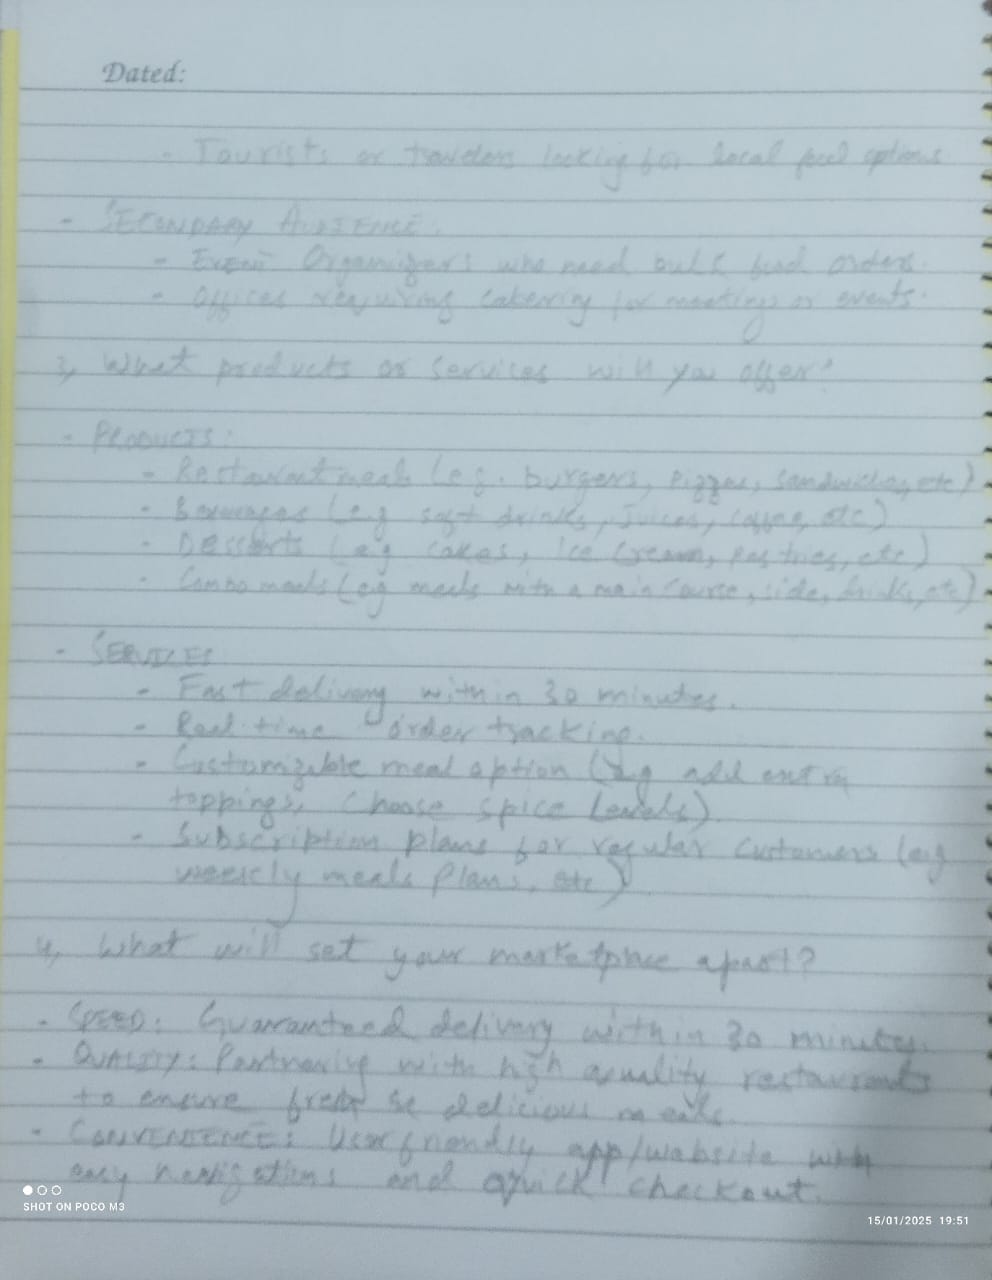 Dated:
- Tourists or travelers looking for local food options
- SECONDARY AUDIENCE:
- Event Organizers who need bulk food orders.
- Offices requiring catering for meetings or events.
3, What products or services will you offer?
- PRODUCTS:
- Restaurant meals (e.g. burgers, pizzas, sandwiches, etc)
- Beverages (e.g soft drinks, juices, coffee, etc)
- Desserts (e.g cakes, ice cream, pastries, etc)
- Combo meals (e.g meals with a main course, side, drinks, etc)
- SERVICES
- Fast delivery within 30 minutes.
- Real-time order tracking.
- Customizable meal option (e.g add extra
toppings, choose spice levels).
- Subscription plans for regular customers (e.g
weekly meals plans, etc)
4, What will set your marketplace apart?
- SPEED: Guaranteed delivery within 30 minutes.
- QUALITY: Partnering with high quality restaurants
to ensure fresh delicious meals.
- CONVENIENCE: User friendly app/website with
easy navigations and quick checkout.
SHOT ON POCO M3
15/01/2025 19:51